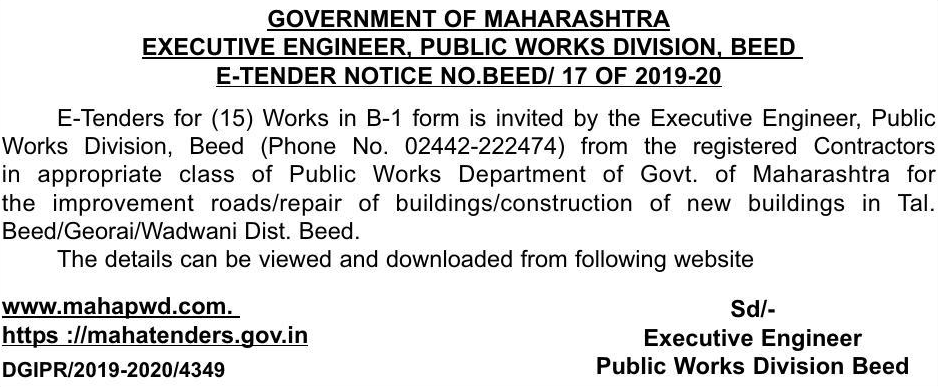 GOVERNMENT OF MAHARASHTRA
EXECUTIVE ENGINEER, PUBLIC WORKS DIVISION, BEED
E-TENDER NOTICE NO.BEED/ 17 OF 2019-20
E-Tenders for (15) Works in B-1 form is invited by the Executive Engineer, Public
Works Division, Beed (Phone No. 02442-222474) from the registered Contractors
in appropriate class of Public Works Department of Govt. of Maharashtra for
the improvement roads/repair of buildings/construction of new buildings in Tal.
Beed/Georai/Wadwani Dist. Beed.
The details can be viewed and downloaded from following website
www.mahapwd.com.
https ://mahatenders.gov.in
DGIPR/2019-2020/4349
Sd/-
Executive Engineer
Public Works Division Beed